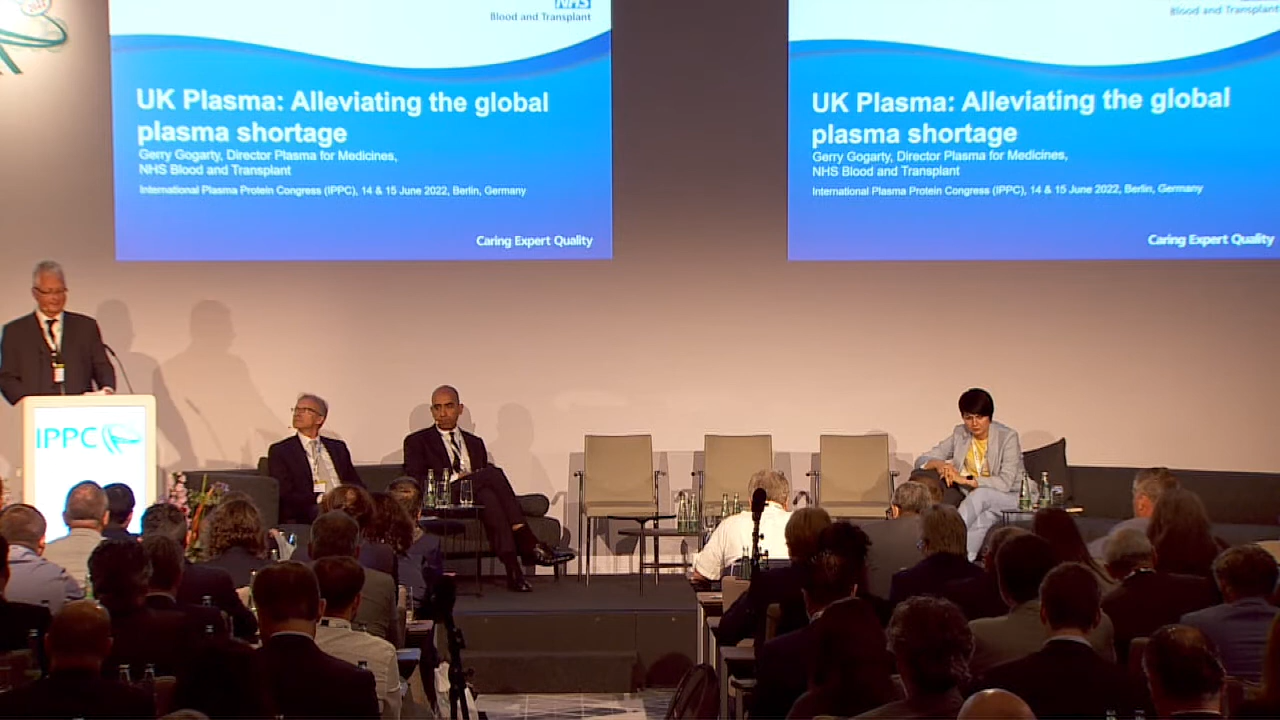 NHS
Blood and Transplant
UK Plasma: Alleviating the global
plasma shortage
Gerry Gogarty, Director Plasma for Medicines,
NHS Blood and Transplant
International Plasma Protein Congress (IPPC), 14 & 15 June 2022, Berlin, Germany
Caring Expert Quality
Blood and Transplant
UK Plasma: Alleviating the global
plasma shortage
Gerry Gogarty, Director Plasma for Medicines,
NHS Blood and Transplant
International Plasma Protein Congress (IPPC), 14 & 15 June 2022, Berlin, Germany
Caring Expert Quality
IPPC